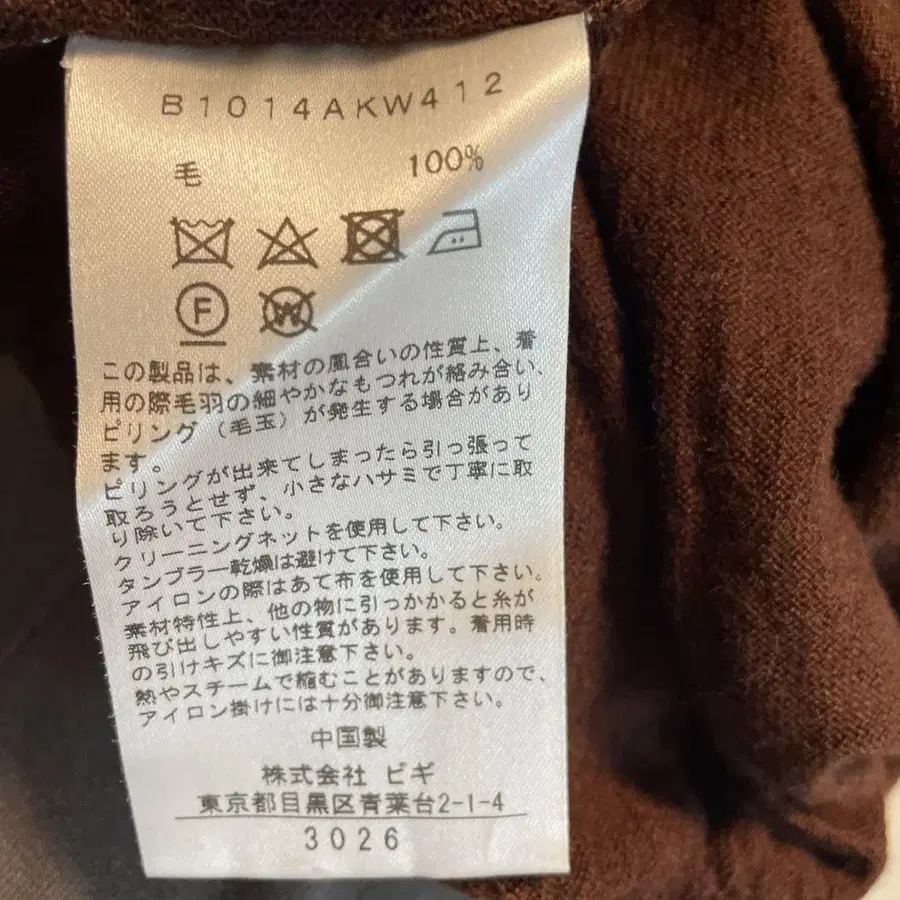 B1014AKW412
毛 100%
F W
この製品は、素材の風合いの性質上、着
用の際毛羽の細やかなもつれが絡み合い、
ピリング（毛玉）が発生する場合があり
ます。
ピリングが出来てしまったら引っ張って
取ろうとせず、小さなハサミで丁寧に取
り除いて下さい。
クリーニングネットを使用して下さい。
タンブラー乾燥は避けて下さい。
アイロンの際はあて布を使用して下さい。
素材特性上、他の物に引っかかると糸が
飛び出しやすい性質があります。着用時
の引けキズに御注意下さい。
熱やスチームで縮むことがありますので、
アイロン掛けには十分御注意下さい。
中国製
株式会社 ビギ
東京都目黒区青葉台2-1-4
3026